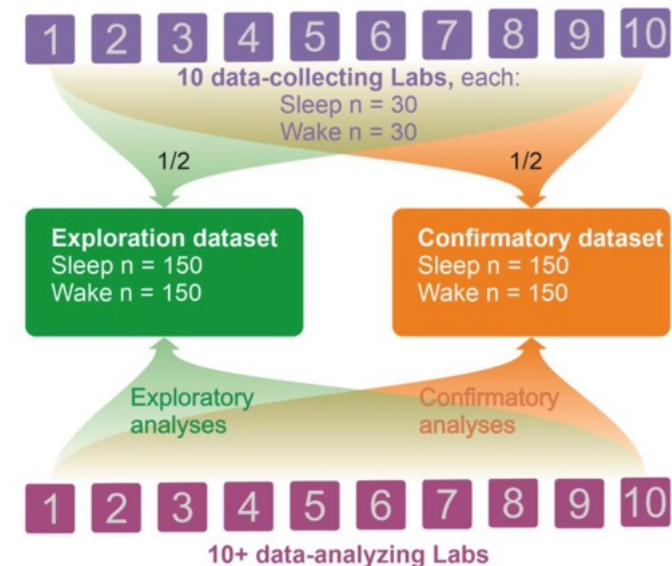 1 2 3 4 5 6 7 8 9 10
10 data-collecting Labs, each:
Sleep n = 30
Wake n = 30
1/2 1/2
Exploration dataset
Sleep n = 150
Wake n = 150
Confirmatory dataset
Sleep n = 150
Wake n = 150
Exploratory
analyses
Confirmatory
analyses
1 2 3 4 5 6 7 8 9 10
10+ data-analyzing Labs